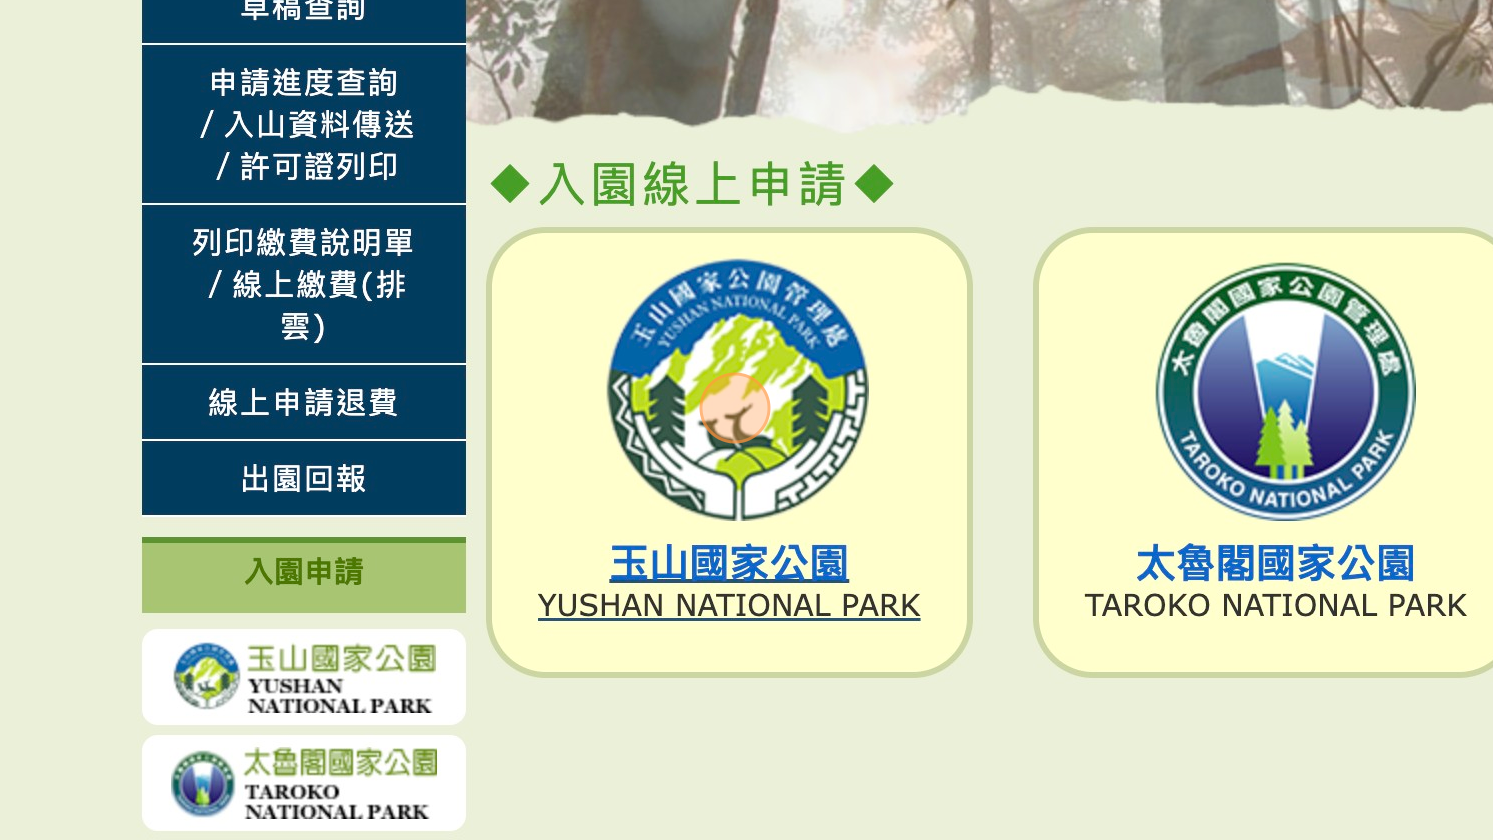 草稿查詢
申請進度查詢
/ 入山資料傳送
/ 許可證列印
列印繳費說明單
/ 線上繳費(排
雲)
線上申請退費
出園回報
入園申請
玉山國家公園
YUSHAN
NATIONAL PARK
太魯閣國家公園
TAROKO
NATIONAL PARK
◆入園線上申請◆
玉山國家公園管理處
YUSHAN NATIONAL PARK
玉山國家公園
YUSHAN NATIONAL PARK
太魯閣國家公園管理處
TAROKO NATIONAL PARK
太魯閣國家公園
TAROKO NATIONAL PARK